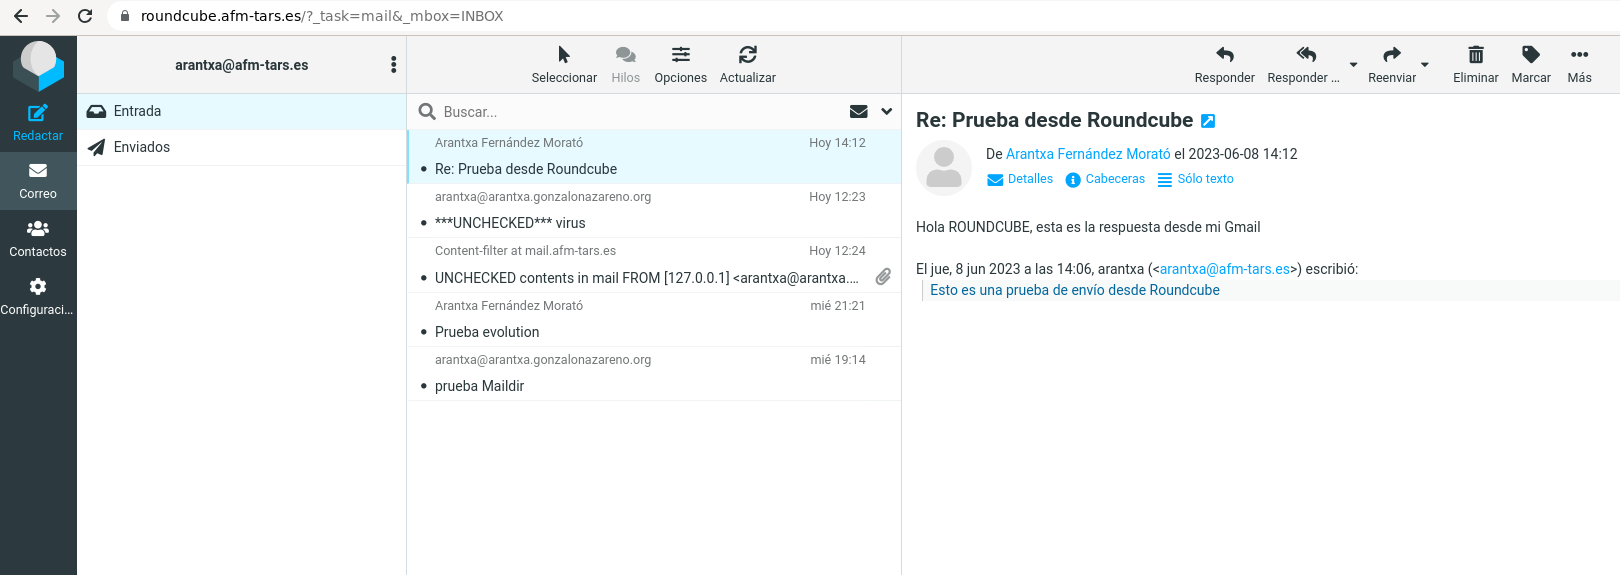 roundcube.afm-tars.es/?_task=mail&_mbox=INBOX
arantxa@afm-tars.es
Redactar
Correo
Contactos
Configuraci...
Entrada
Enviados
Seleccionar Hilos Opciones Actualizar
Buscar...
Arantxa Fernández Morató Hoy 14:12
• Re: Prueba desde Roundcube
arantxa@arantxa.gonzalonazareno.org Hoy 12:23
• ***UNCHECKED*** virus
Content-filter at mail.afm-tars.es Hoy 12:24
• UNCHECKED contents in mail FROM [127.0.0.1] <arantxa@arantxa....
Arantxa Fernández Morató mié 21:21
• Prueba evolution
arantxa@arantxa.gonzalonazareno.org mié 19:14
• prueba Maildir
Responder Responder ... Reenviar Eliminar Marcar Más
Re: Prueba desde Roundcube
De Arantxa Fernández Morató el 2023-06-08 14:12
Detalles Cabeceras Sólo texto
Hola ROUNDCUBE, esta es la respuesta desde mi Gmail
El jue, 8 jun 2023 a las 14:06, arantxa (<arantxa@afm-tars.es>) escribió:
Esto es una prueba de envío desde Roundcube